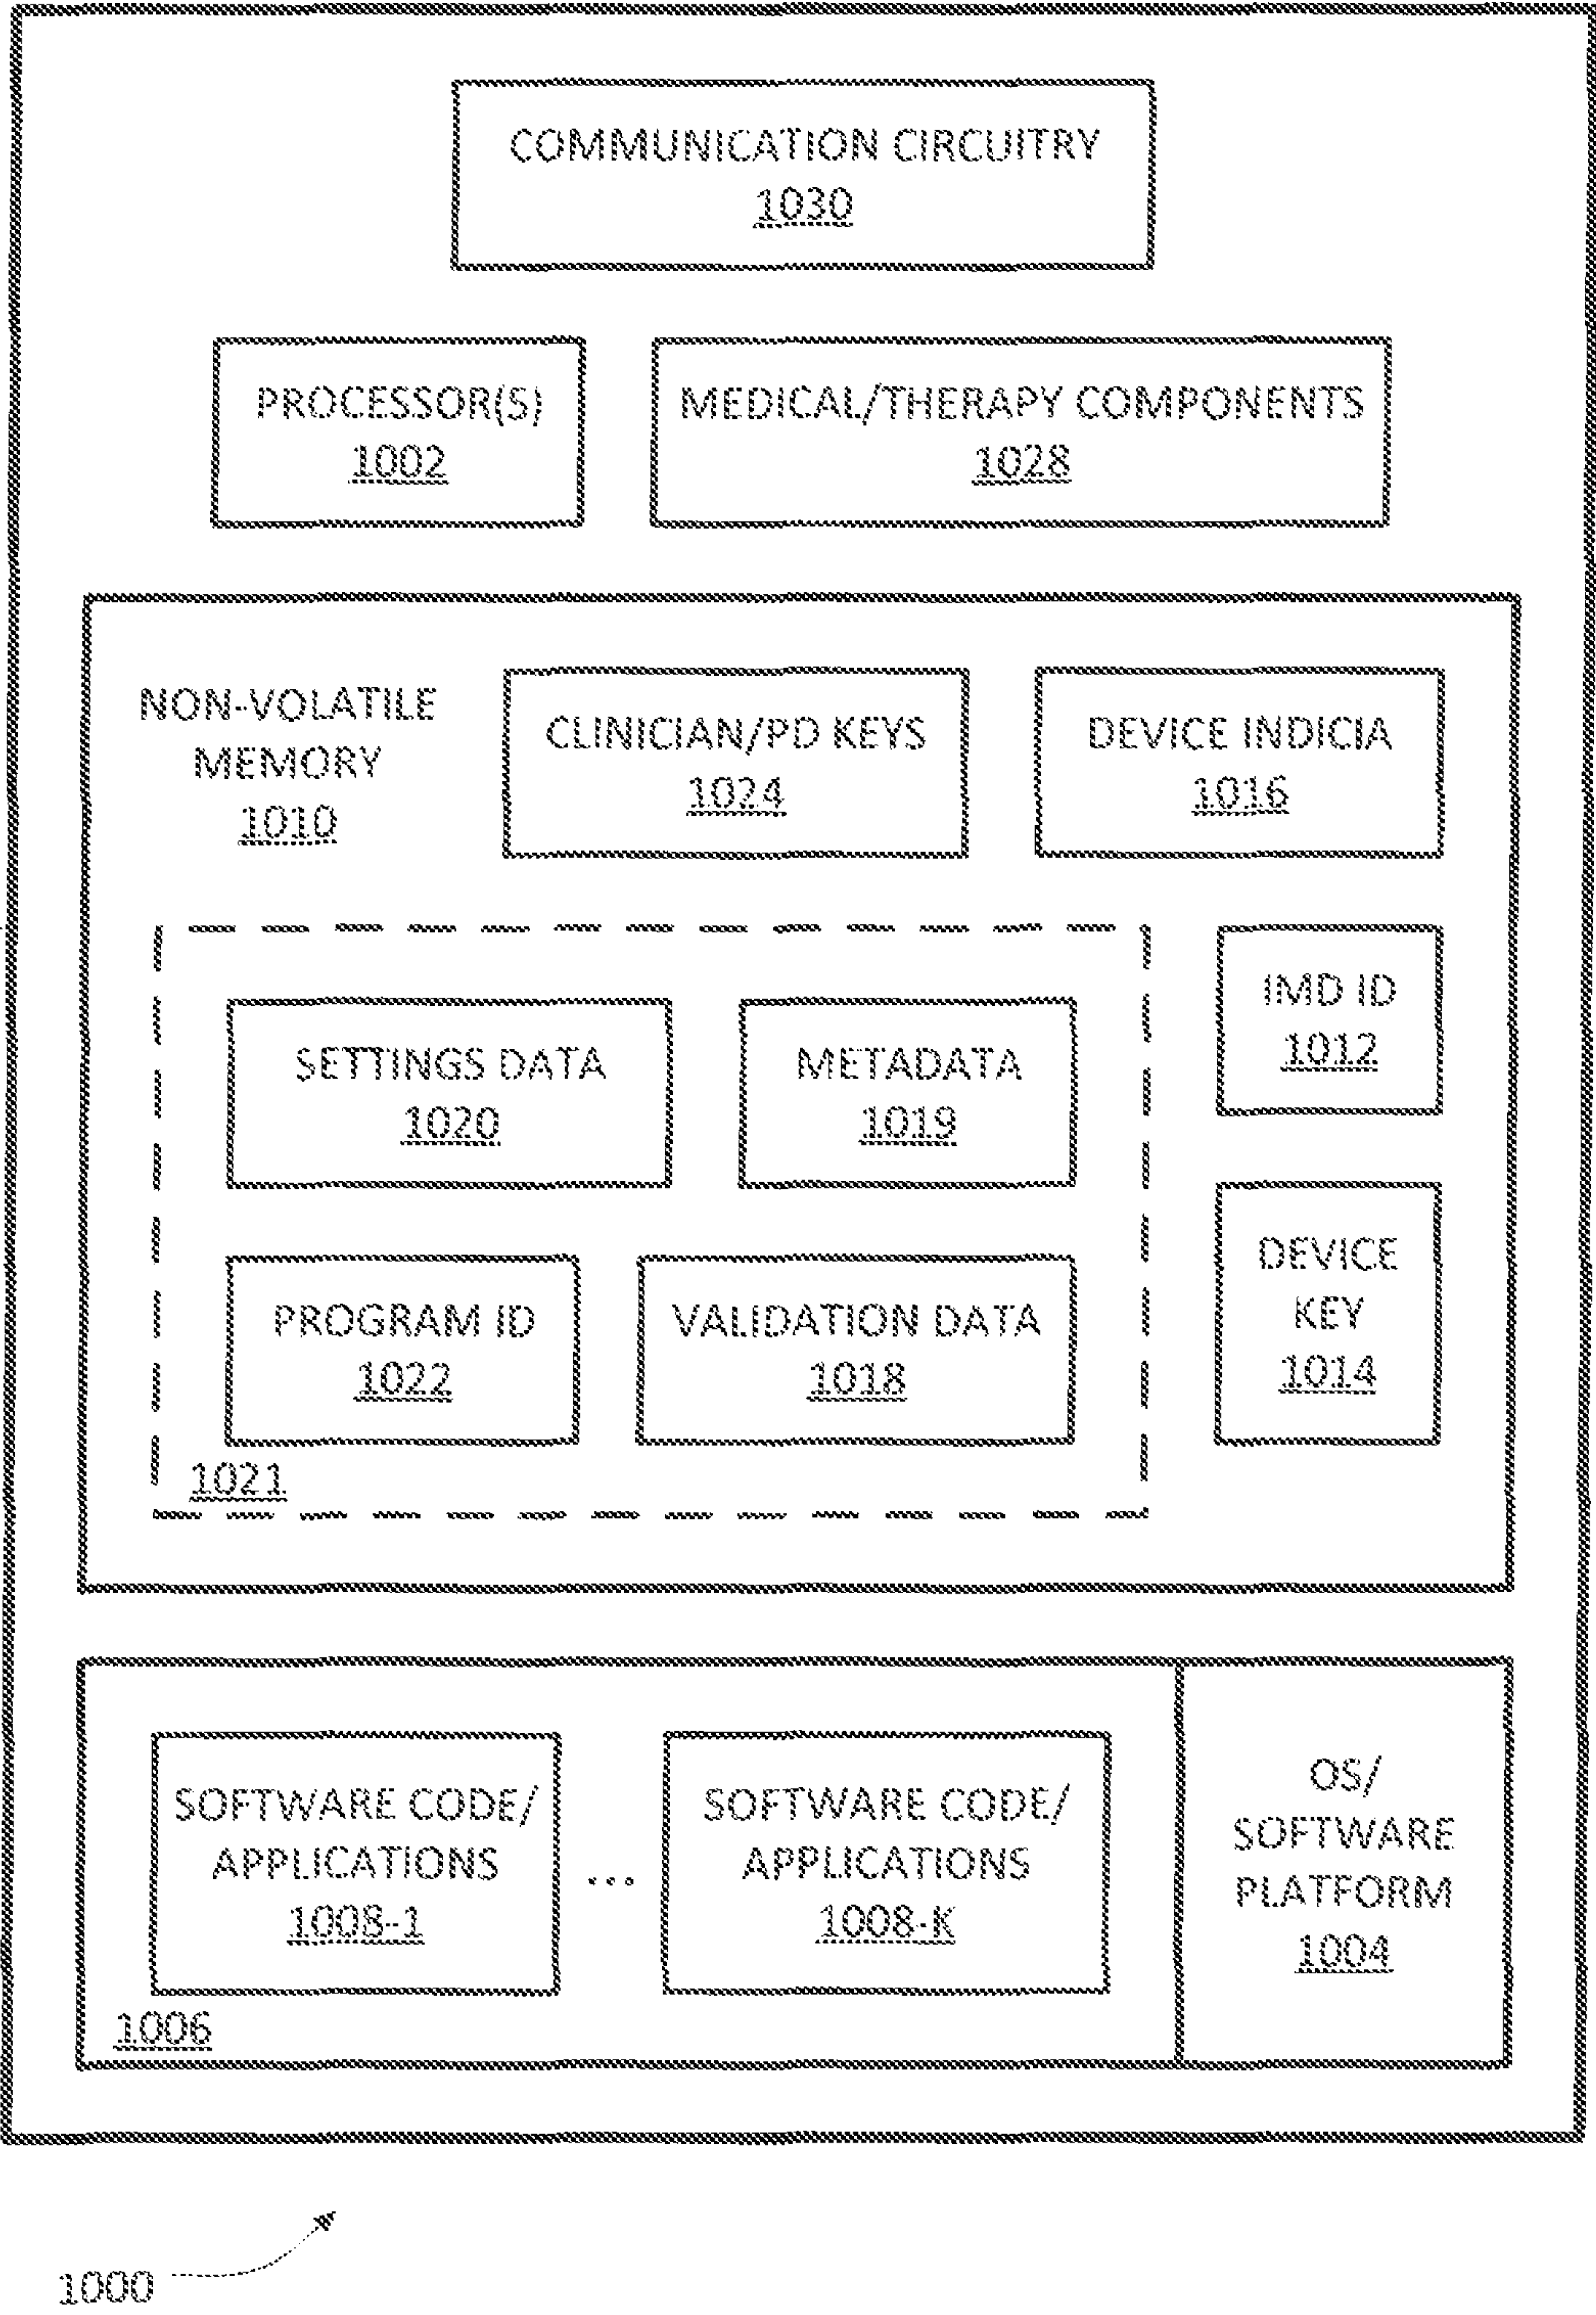 COMMUNICATION CIRCUITRY
1030
PROCESSOR(S)
1002
MEDICAL/THERAPY COMPONENTS
1028
NON-VOLATILE
MEMORY
1010
CLINICIAN/PD KEYS
1024
DEVICE INDICIA
1016
SETTINGS DATA
1020
METADATA
1019
IMD ID
1012
PROGRAM ID
1022
VALIDATION DATA
1018
DEVICE
KEY
1014
1021
SOFTWARE CODE/
APPLICATIONS
1008-1
...
SOFTWARE CODE/
APPLICATIONS
1008-K
OS/
SOFTWARE
PLATFORM
1004
1006
1000